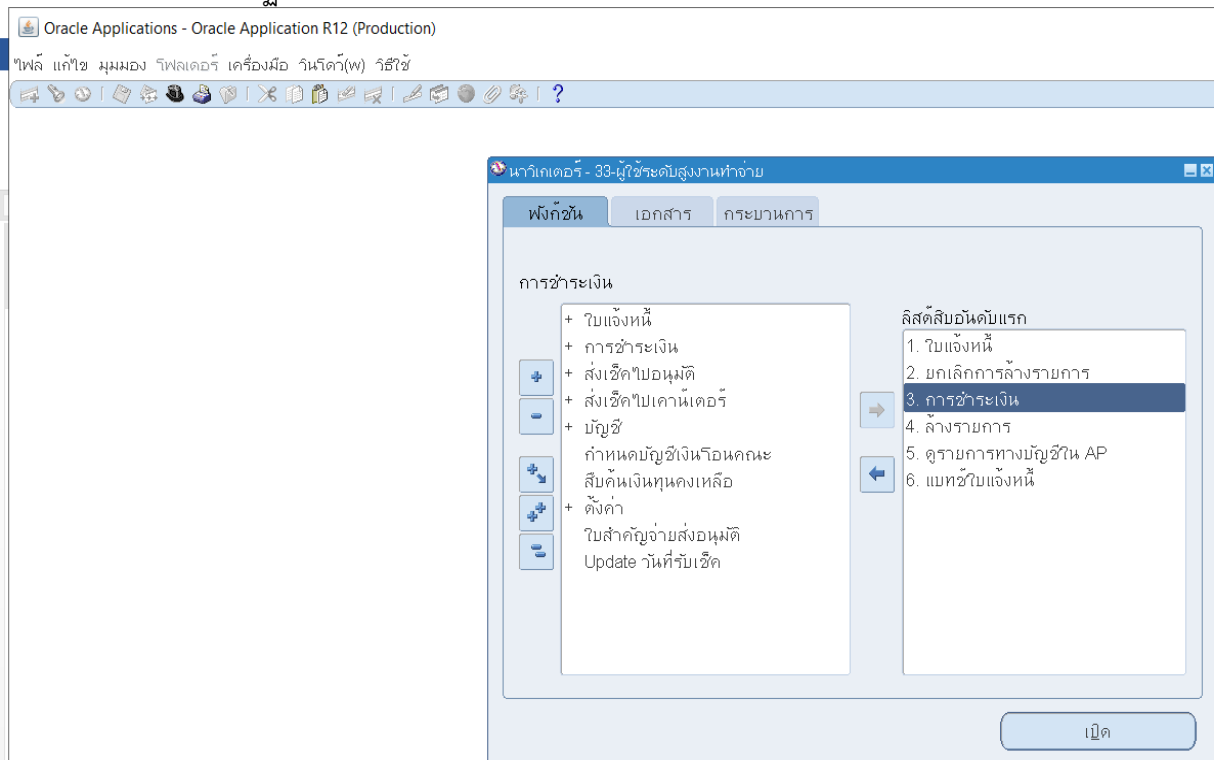 Oracle Applications - Oracle Application R12 (Production)
ไฟล์ แก้ไข มุมมอง โฟลเดอร์ เครื่องมือ วินโดว์(w) วิธีใช้
นาวิเกเตอร์ - 33-ผู้ใช้ระดับสูงงานทำจ่าย
ฟังก์ชัน เอกสาร กระบวนการ
การชำระเงิน
+ ใบแจ้งหนี้
+ การชำระเงิน
+ ส่งเช็คไปอนุมัติ
+ ส่งเช็คไปเคาน์เตอร์
+ บัญชี
กำหนดบัญชีเงินโอนคณะ
สืบค้นเงินทุนคงเหลือ
+ ตั้งค่า
ใบสำคัญจ่ายส่งอนุมัติ
Update วันที่รับเช็ค
ลิสต์สิบอันดับแรก
1. ใบแจ้งหนี้
2. ยกเลิกการล้างรายการ
3. การชำระเงิน
4. ล้างรายการ
5. ดูรายการทางบัญชีใน AP
6. แบทช์ใบแจ้งหนี้
เปิด